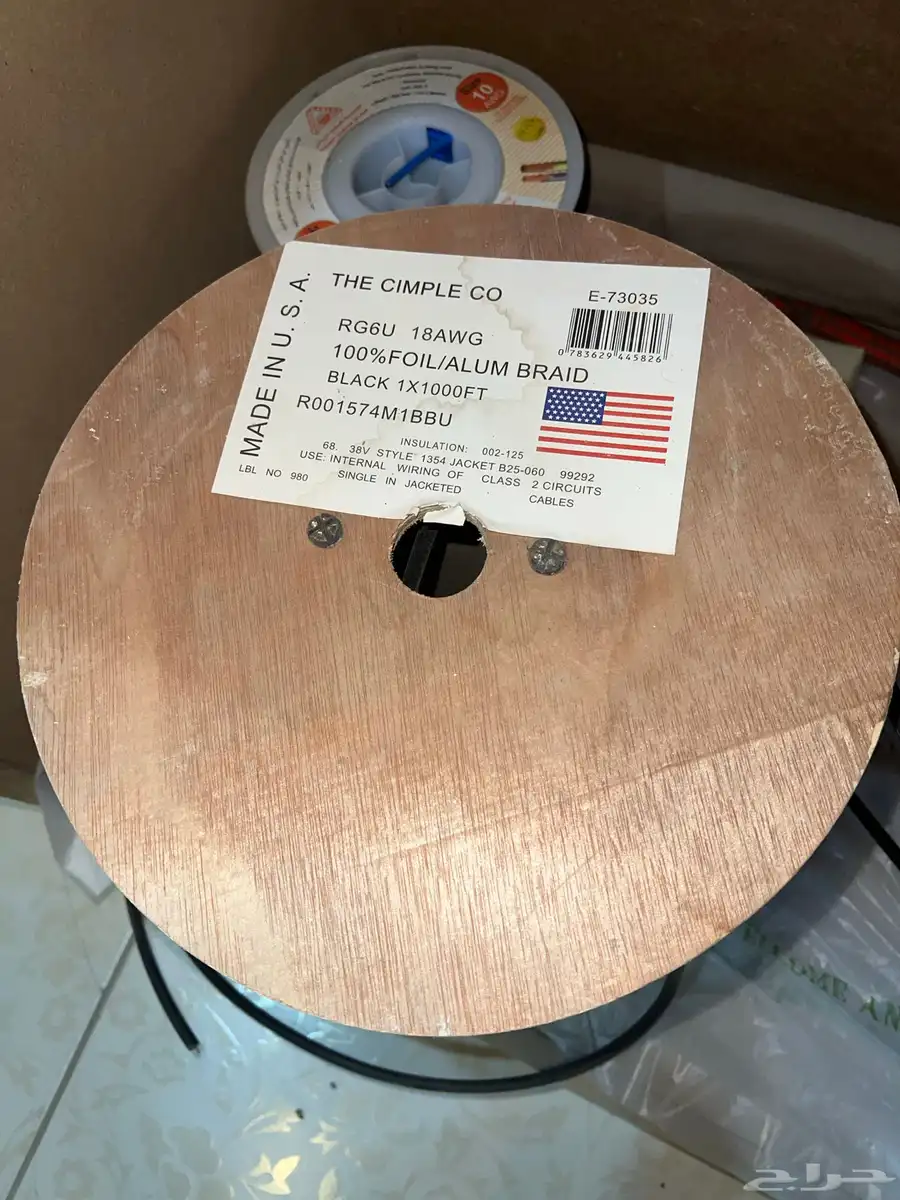 10
AWG
MADE IN U. S. A.
THE CIMPLE CO
E-73035
RG6U 18AWG
0 783629 445826
100%FOIL/ALUM BRAID
BLACK 1X1000FT
R001574M1BBU
INSULATION: 002-125
68. 38V STYLE 1354 JACKET B25-060 99292
USE: INTERNAL WIRING OF CLASS 2 CIRCUITS
LBL NO 980
SINGLE IN JACKETED CABLES
حراج